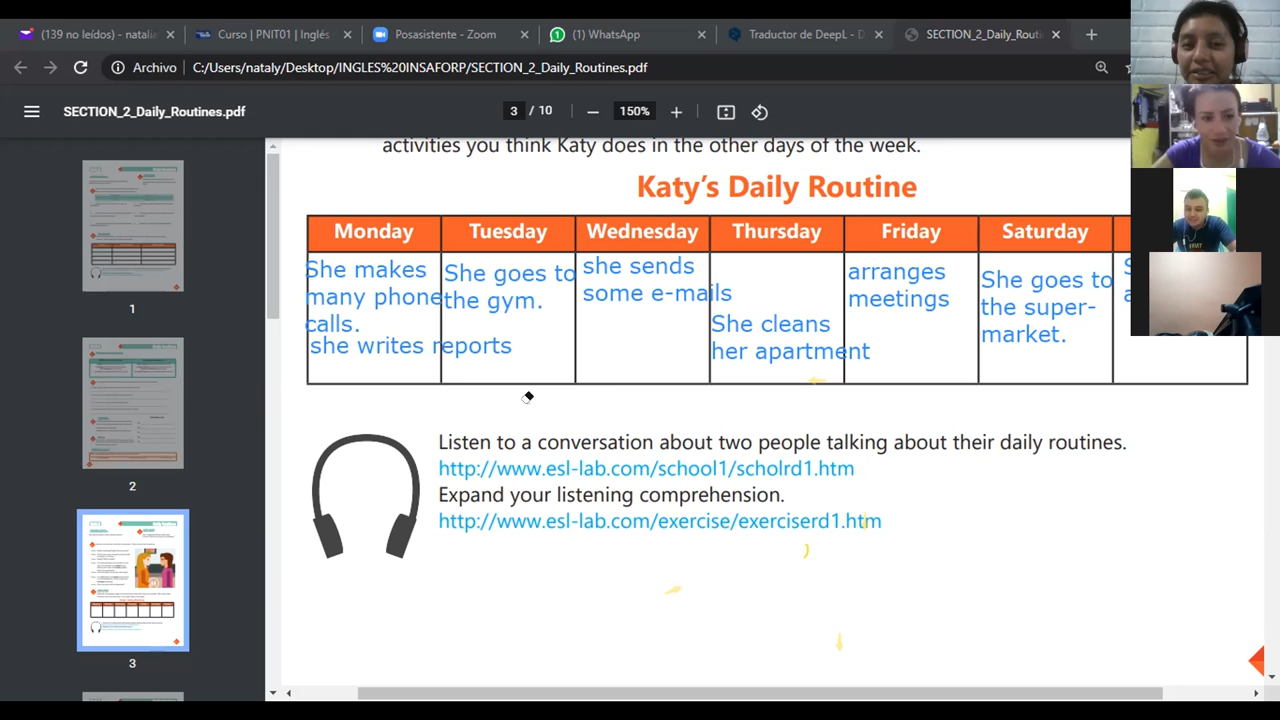 (139 no leídos) - natalia
Curso | PNIT01 | Inglés
Posasistente - Zoom
(1) WhatsApp
Traductor de DeepL - D
SECTION_2_Daily_Routi
Archivo
C:/Users/nataly/Desktop/INGLES%20INSAFORP/SECTION_2_Daily_Routines.pdf
SECTION_2_Daily_Routines.pdf
3 / 10
150%
activities you think Katy does in the other days of the week.
Katy's Daily Routine
Monday Tuesday Wednesday Thursday Friday Saturday
She makes
many phone
calls.
she writes reports
She goes to
the gym.
she sends
some e-mails
She cleans
her apartment
arranges
meetings
She goes to
the super-
market.
Listen to a conversation about two people talking about their daily routines.
http://www.esl-lab.com/school1/scholrd1.htm
Expand your listening comprehension.
http://www.esl-lab.com/exercise/exerciserd1.htm
1
2
3